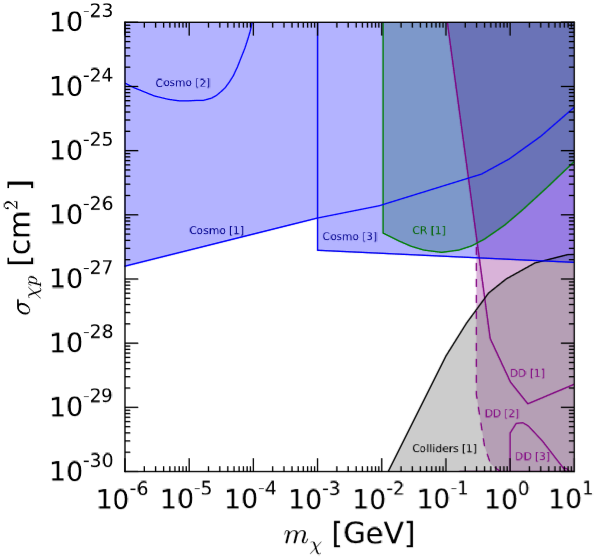 10^-23
10^-24
10^-25
10^-26
10^-27
10^-28
10^-29
10^-30
σ_χp [cm^2]
Cosmo [2]
Cosmo [1]
Cosmo [3]
CR [1]
DD [1]
DD [2]
Colliders [1]
DD [3]
10^-6 10^-5 10^-4 10^-3 10^-2 10^-1 10^0 10^1
m_χ [GeV]